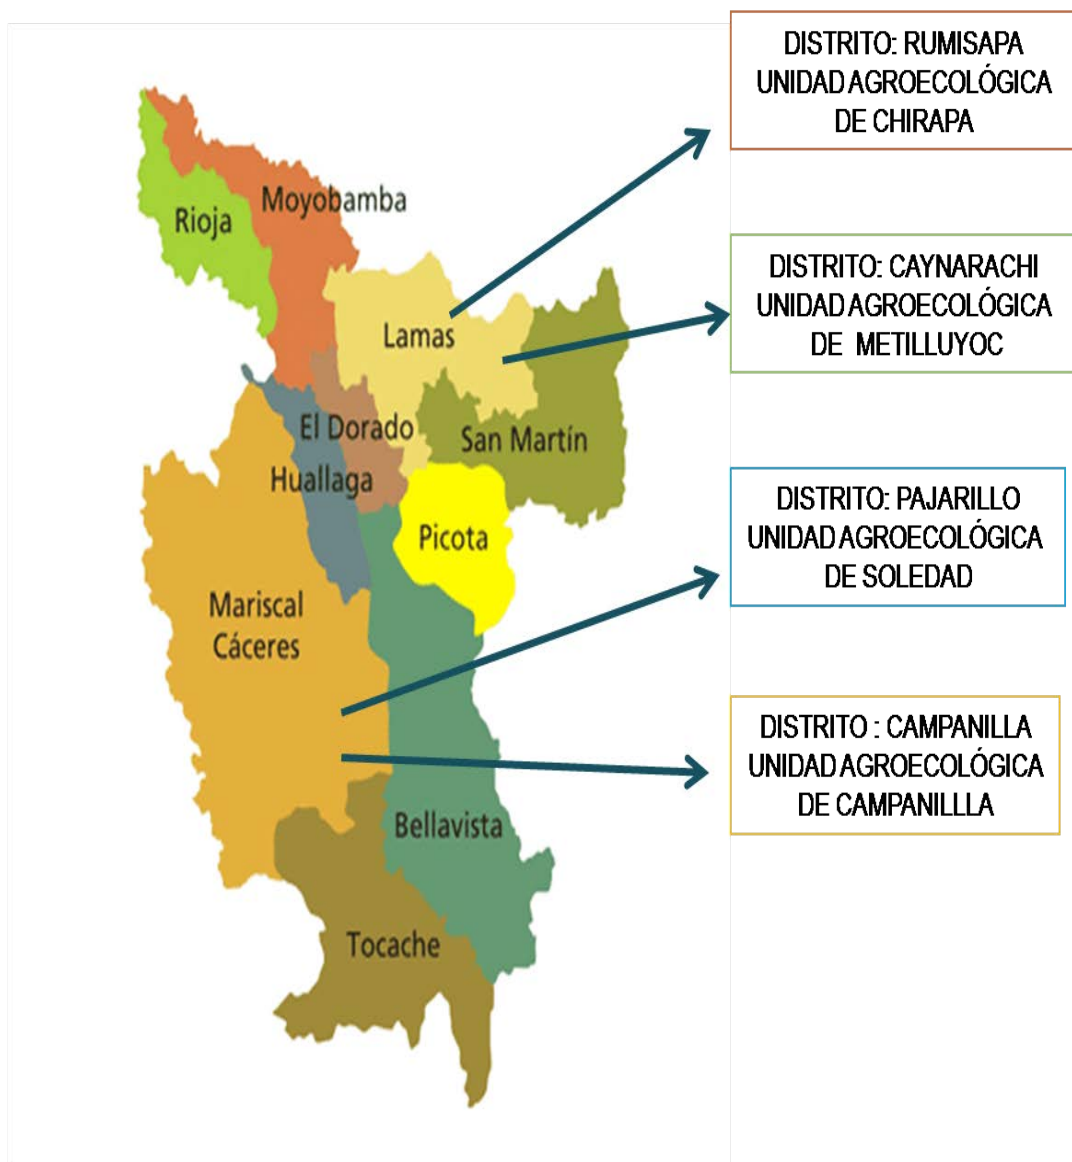 DISTRITO: RUMISAPA
UNIDAD AGROECOLÓGICA
DE CHIRAPA
Moyobamba
Rioja
DISTRITO: CAYNARACHI
UNIDAD AGROECOLÓGICA
DE METILLUYOC
Lamas
El Dorado
San Martín
Huallaga
DISTRITO: PAJARILLO
UNIDAD AGROECOLÓGICA
DE SOLEDAD
Picota
Mariscal
Cáceres
DISTRITO : CAMPANILLA
UNIDAD AGROECOLÓGICA
DE CAMPANILLLA
Bellavista
Tocache